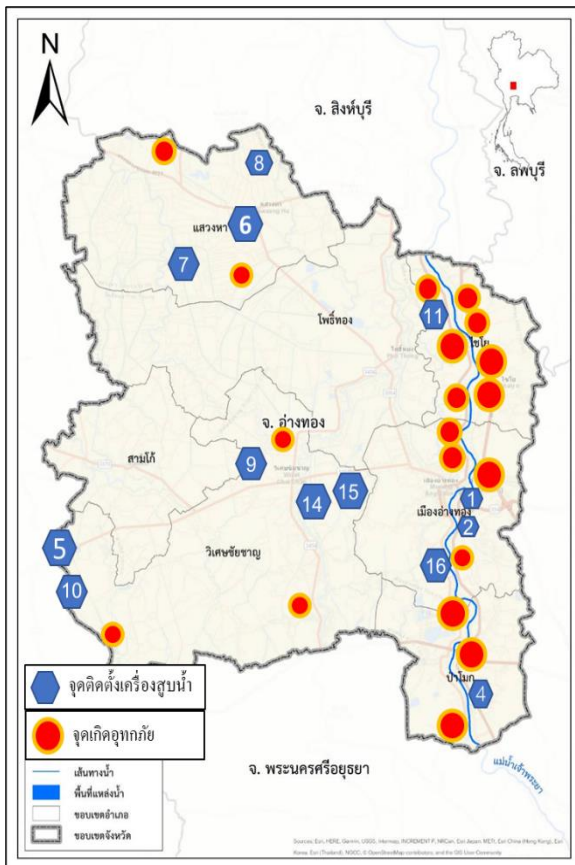 N
จ. สิงห์บุรี
จ. ลพบุรี
8
แสวงหา
6
7
11
โพธิ์ทอง
ไชโย
จ. อ่างทอง
สามโก้
9
14
15
1
เมืองอ่างทอง
2
5
วิเศษชัยชาญ
16
10
ป่าโมก
4
จุดติดตั้งเครื่องสูบน้ำ
จุดเกิดอุทกภัย
จ. พระนครศรีอยุธยา
แม่น้ำเจ้าพระยา
เส้นทางน้ำ
พื้นที่แหล่งน้ำ
ขอบเขตอำเภอ
ขอบเขตจังหวัด